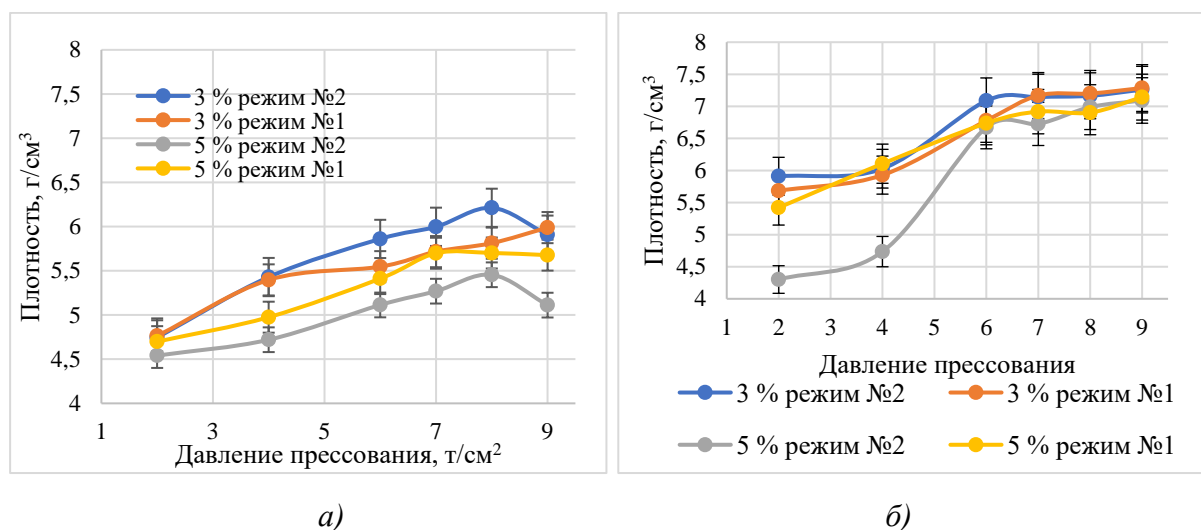 8
7,5
7
6,5
6
5,5
5
4,5
4
Плотность, г/см³
3 % режим №2
3 % режим №1
5 % режим №2
5 % режим №1
1 3 5 7 9
Давление прессования, т/см²
а)
8
7,5
7
6,5
6
5,5
5
4,5
4
Плотность, г/см³
1 2 3 4 5 6 7 8 9
Давление прессования
3 % режим №2 3 % режим №1
5 % режим №2 5 % режим №1
б)